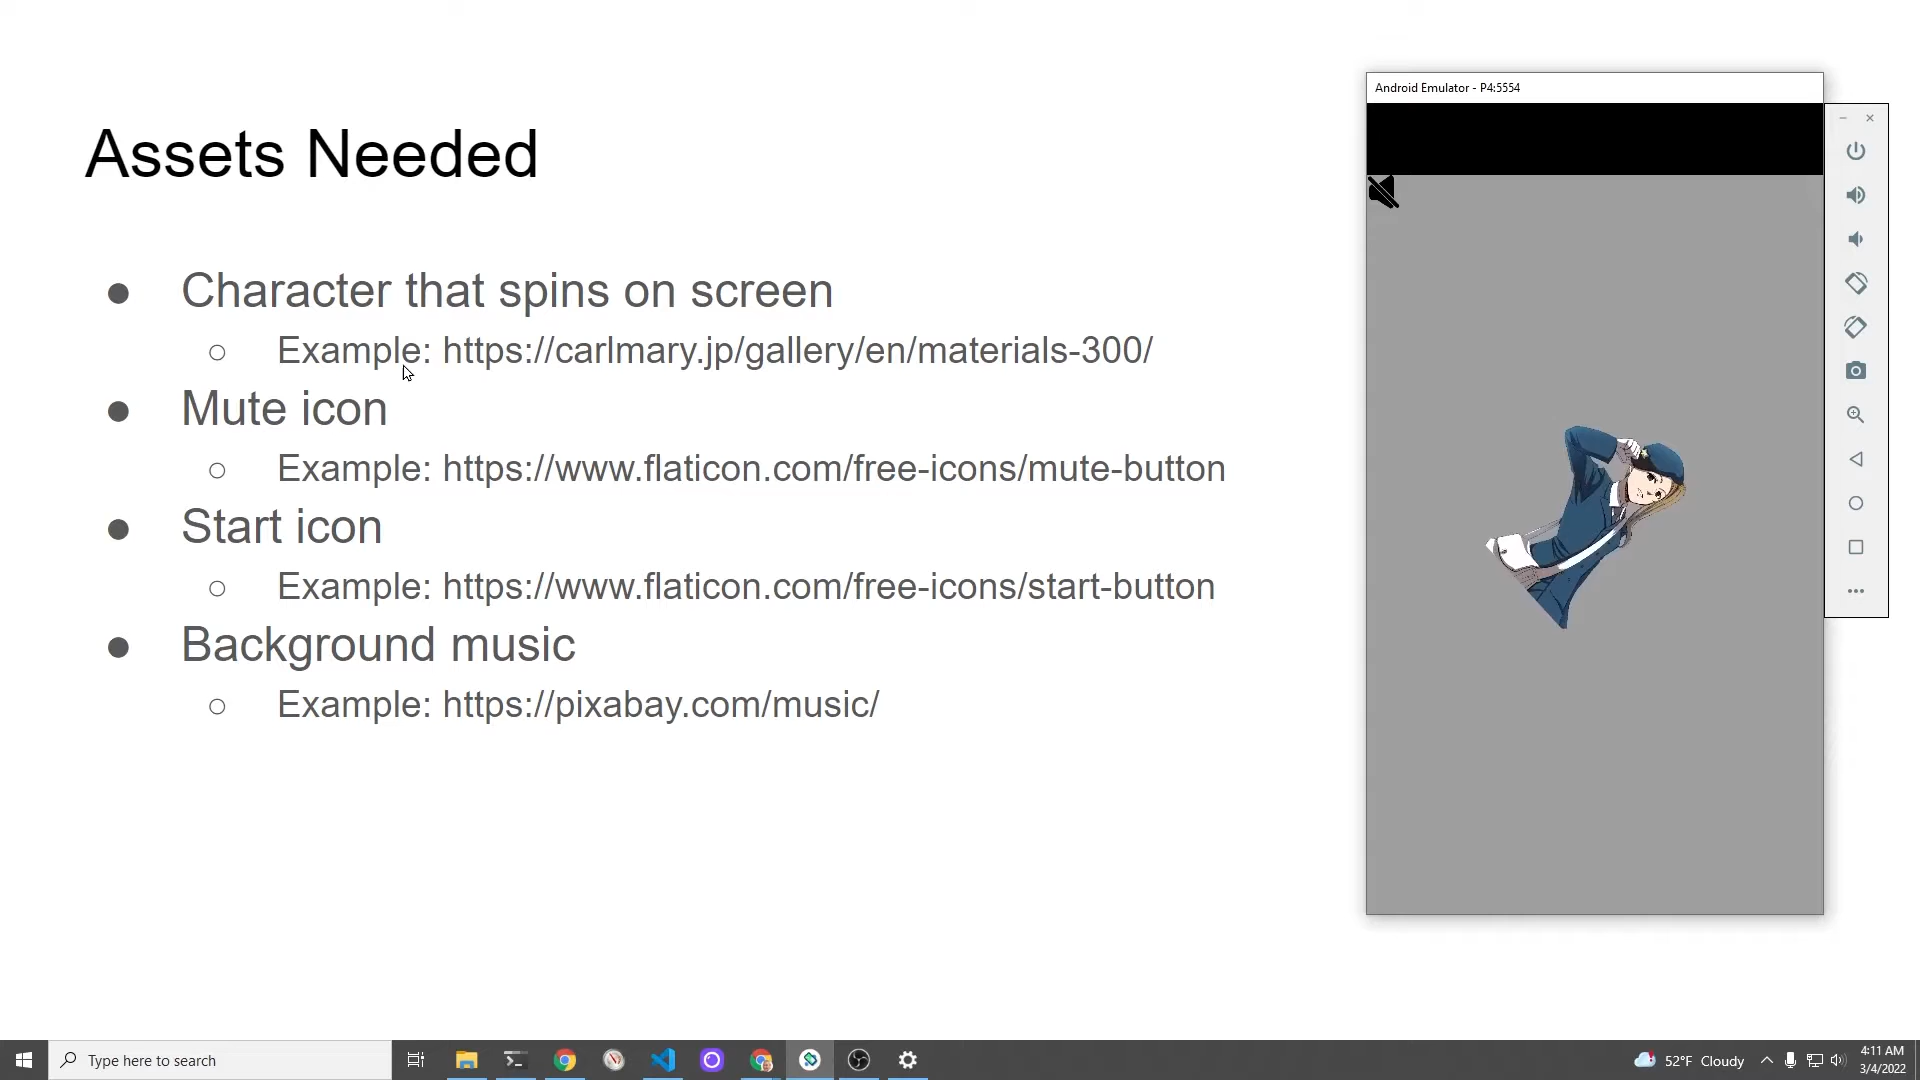 Assets Needed
● Character that spins on screen
○ Example: https://carlmary.jp/gallery/en/materials-300/
● Mute icon
○ Example: https://www.flaticon.com/free-icons/mute-button
● Start icon
○ Example: https://www.flaticon.com/free-icons/start-button
● Background music
○ Example: https://pixabay.com/music/
Android Emulator - P4:5554
Type here to search
52°F Cloudy
4:11 AM
3/4/2022